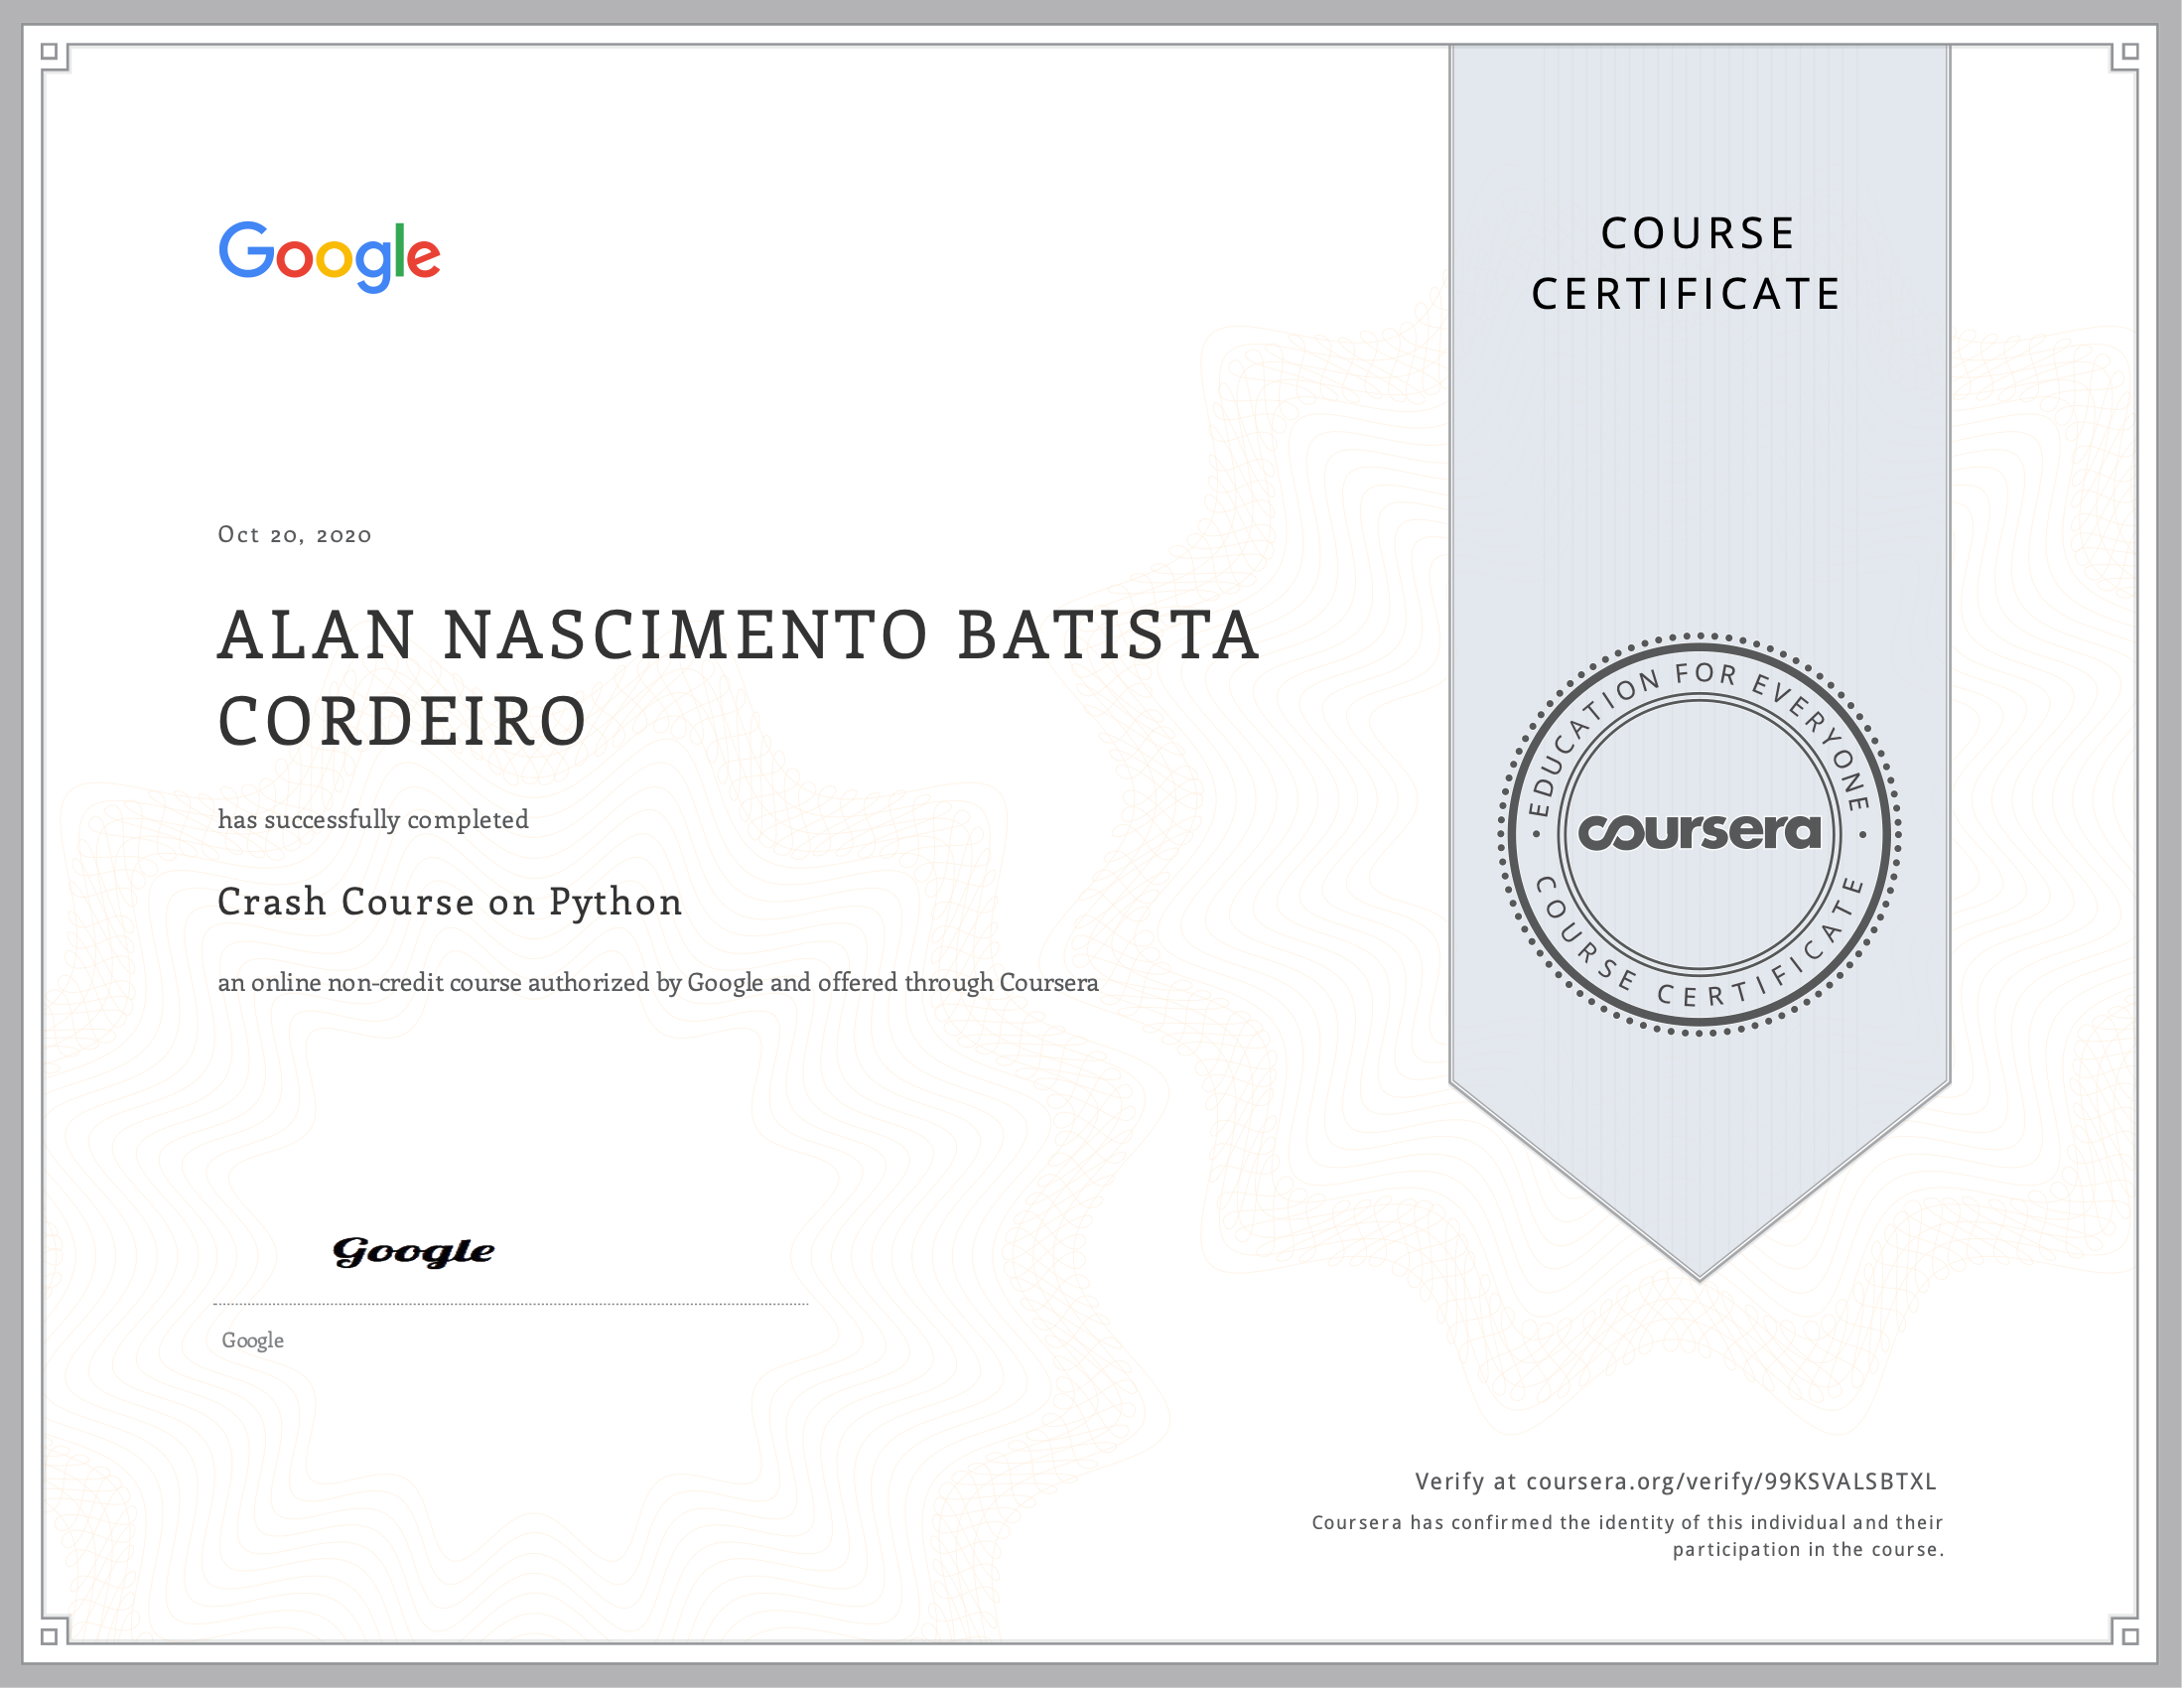 Google
COURSE
CERTIFICATE
Oct 20, 2020
ALAN NASCIMENTO BATISTA
CORDEIRO
has successfully completed
Crash Course on Python
an online non-credit course authorized by Google and offered through Coursera
EDUCATION FOR EVERYONE
coursera
COURSE CERTIFICATE
Google
Google
Verify at coursera.org/verify/99KSVALSBTXL
Coursera has confirmed the identity of this individual and their
participation in the course.